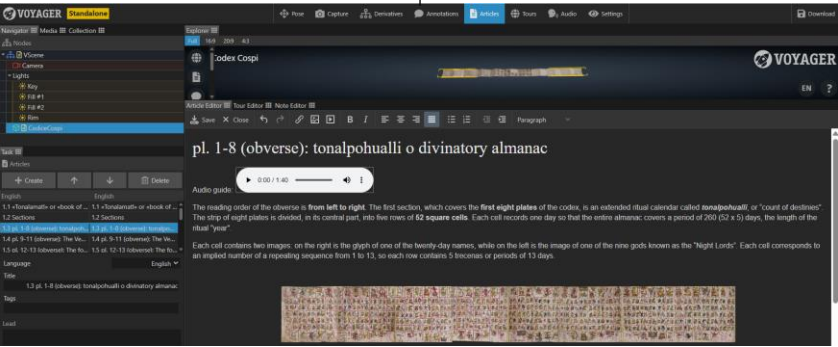 VOYAGER Standalone
Pose Capture Derivatives Annotations Articles Tours Audio Settings Download
Navigator Media Collection
Explorer
Nodes
Full 16:9 20:9 4:3
VScene
Camera
Lights
Key
Fill #1
Fill #2
Rim
CodiceCospi
Codex Cospi
VOYAGER
EN ?
Article Editor Tour Editor Note Editor
Save Close B I Paragraph
Task
Articles
Create Delete
English English
1.1 «Tonalamatl» or «book of ... 1.1 «Tonalamatl» or «book of ...
1.2 Sections 1.2 Sections
1.3 pl. 1-8 (obverse): tonalpoh... 1.3 pl. 1-8 (obverse): tonalpo...
1.4 pl. 9-11 (obverse): The Ve... 1.4 pl. 9-11 (obverse): The Ve...
1.5 pl. 12-13 (obverse): The fo... 1.5 pl. 12-13 (obverse): The fo...
Language English
Title
1.3 pl. 1-8 (obverse): tonalpohualli o divinatory almanac
Tags
Lead
pl. 1-8 (obverse): tonalpohualli o divinatory almanac
Audio guide: 0:00 / 1:40
The reading order of the obverse is from left to right. The first section, which covers the first eight plates of the codex, is an extended ritual calendar called tonalpohualli, or "count of destinies".
The strip of eight plates is divided, in its central part, into five rows of 52 square cells. Each cell records one day so that the entire almanac covers a period of 260 (52 x 5) days, the length of the
ritual "year".
Each cell contains two images: on the right is the glyph of one of the twenty-day names, while on the left is the image of one of the nine gods known as the "Night Lords". Each cell corresponds to
an implied number of a repeating sequence from 1 to 13, so each row contains 5 trecenas or periods of 13 days.